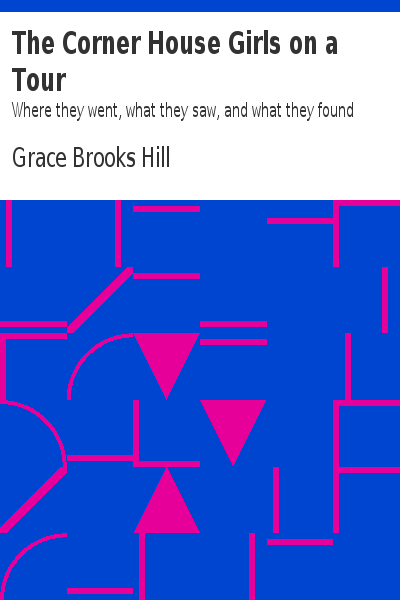 The Corner House Girls on a
Tour
Where they went, what they saw, and what they found
Grace Brooks Hill